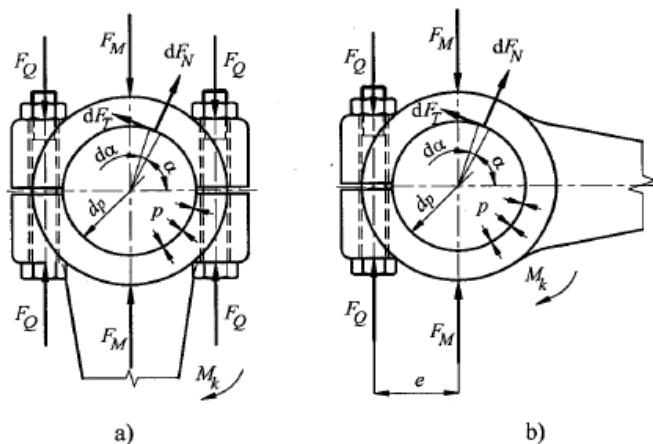 F_M
dF_N
F_Q
F_Q
dF_T
dα
α
d_p
p
F_Q
F_Q
F_M
M_k
a)
F_M
dF_N
F_Q
dF_T
dα
α
d_p
p
M_k
F_Q
F_M
e
b)